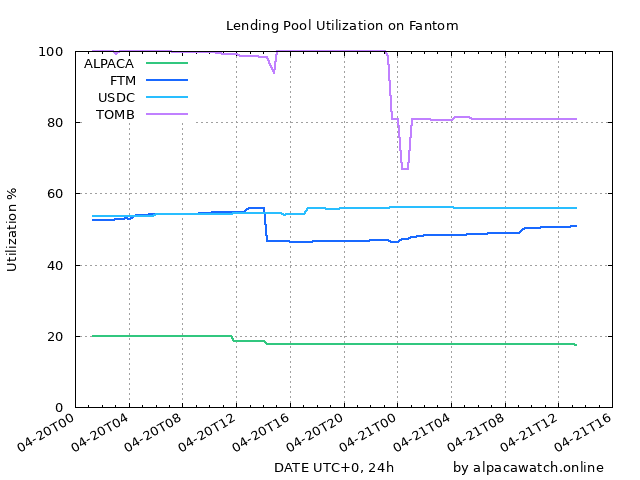 Lending Pool Utilization on Fantom
Utilization %
100
80
60
40
20
0
ALPACA
FTM
USDC
TOMB
04-20T00
04-20T04
04-20T08
04-20T12
04-20T16
04-20T20
04-21T00
04-21T04
04-21T08
04-21T12
04-21T16
DATE UTC+0, 24h
by alpacawatch.online